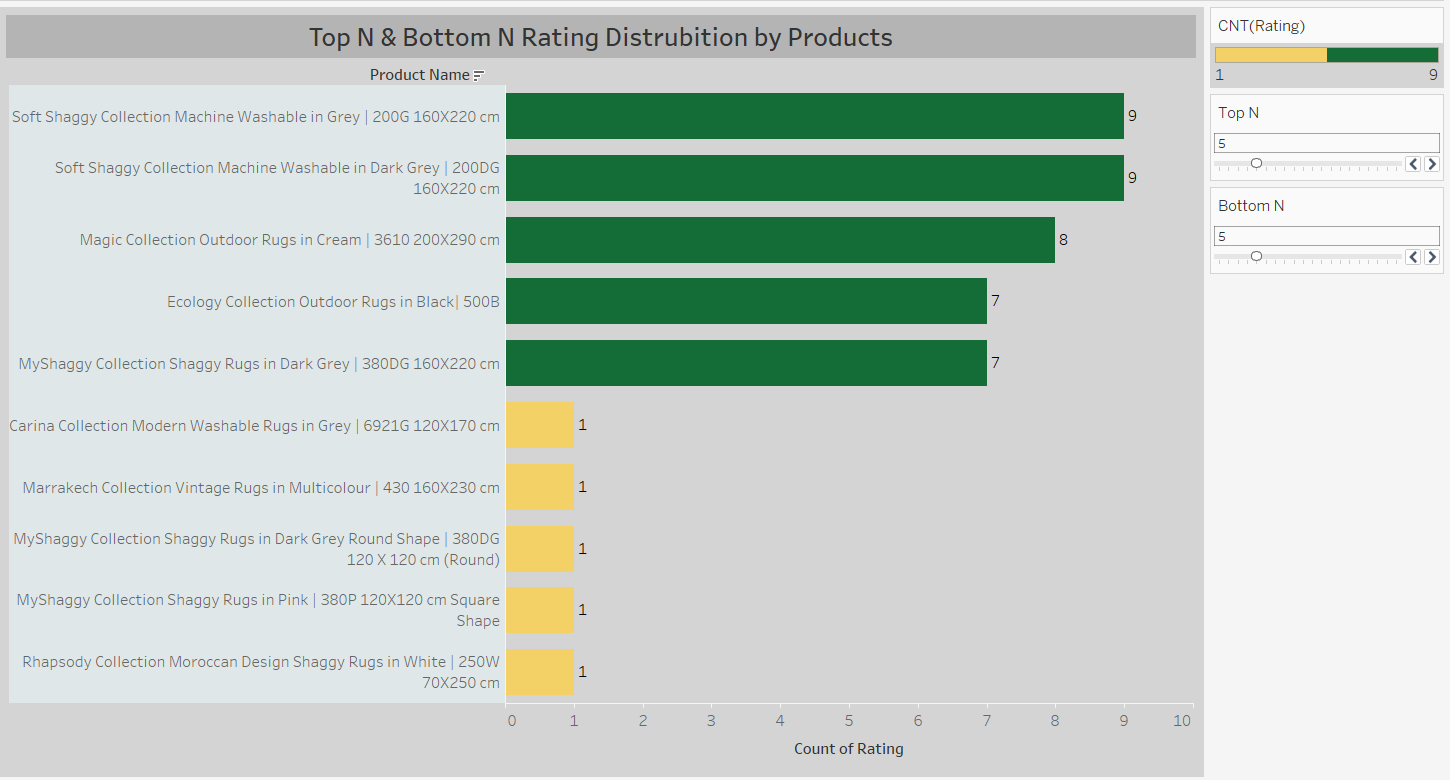 Top N & Bottom N Rating Distrubition by Products
Product Name
Soft Shaggy Collection Machine Washable in Grey | 200G 160X220 cm
9
Soft Shaggy Collection Machine Washable in Dark Grey | 200DG
160X220 cm
9
Magic Collection Outdoor Rugs in Cream | 3610 200X290 cm
8
Ecology Collection Outdoor Rugs in Black| 500B
7
MyShaggy Collection Shaggy Rugs in Dark Grey | 380DG 160X220 cm
7
Carina Collection Modern Washable Rugs in Grey | 6921G 120X170 cm
1
Marrakech Collection Vintage Rugs in Multicolour | 430 160X230 cm
1
MyShaggy Collection Shaggy Rugs in Dark Grey Round Shape | 380DG
120 X 120 cm (Round)
1
MyShaggy Collection Shaggy Rugs in Pink | 380P 120X120 cm Square
Shape
1
Rhapsody Collection Moroccan Design Shaggy Rugs in White | 250W
70X250 cm
1
0 1 2 3 4 5 6 7 8 9 10
Count of Rating
CNT(Rating)
1 9
Top N
5
Bottom N
5